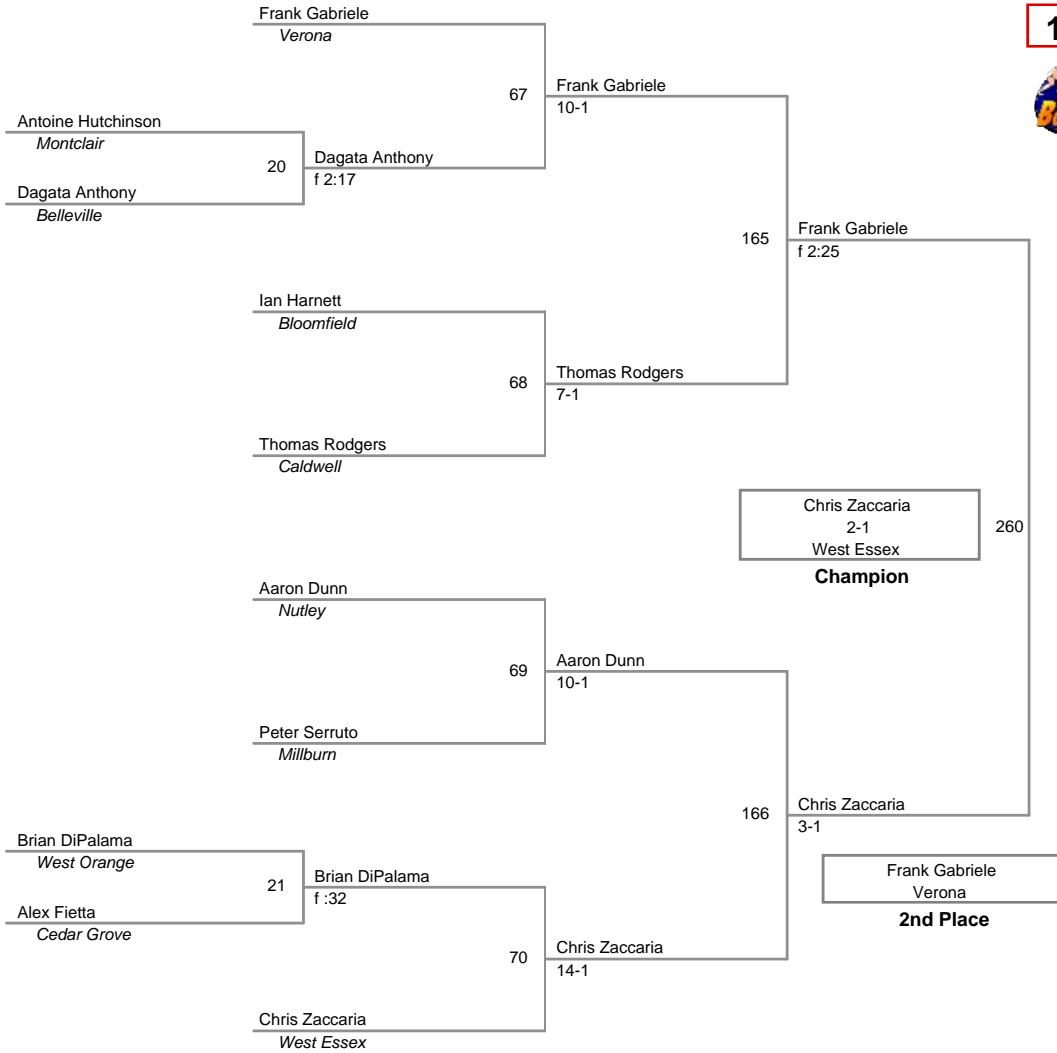 Frank Gabriele
Verona
1
67
Frank Gabriele
10-1
Antoine Hutchinson
Montclair
20
Dagata Anthony
f 2:17
Dagata Anthony
Belleville
165
Frank Gabriele
f 2:25
Ian Harnett
Bloomfield
68
Thomas Rodgers
7-1
Thomas Rodgers
Caldwell
Chris Zaccaria
2-1
West Essex
260
Champion
Aaron Dunn
Nutley
69
Aaron Dunn
10-1
Peter Serruto
Millburn
166
Chris Zaccaria
3-1
Brian DiPalama
West Orange
21
Brian DiPalama
f :32
Alex Fietta
Cedar Grove
Frank Gabriele
Verona
2nd Place
70
Chris Zaccaria
14-1
Chris Zaccaria
West Essex